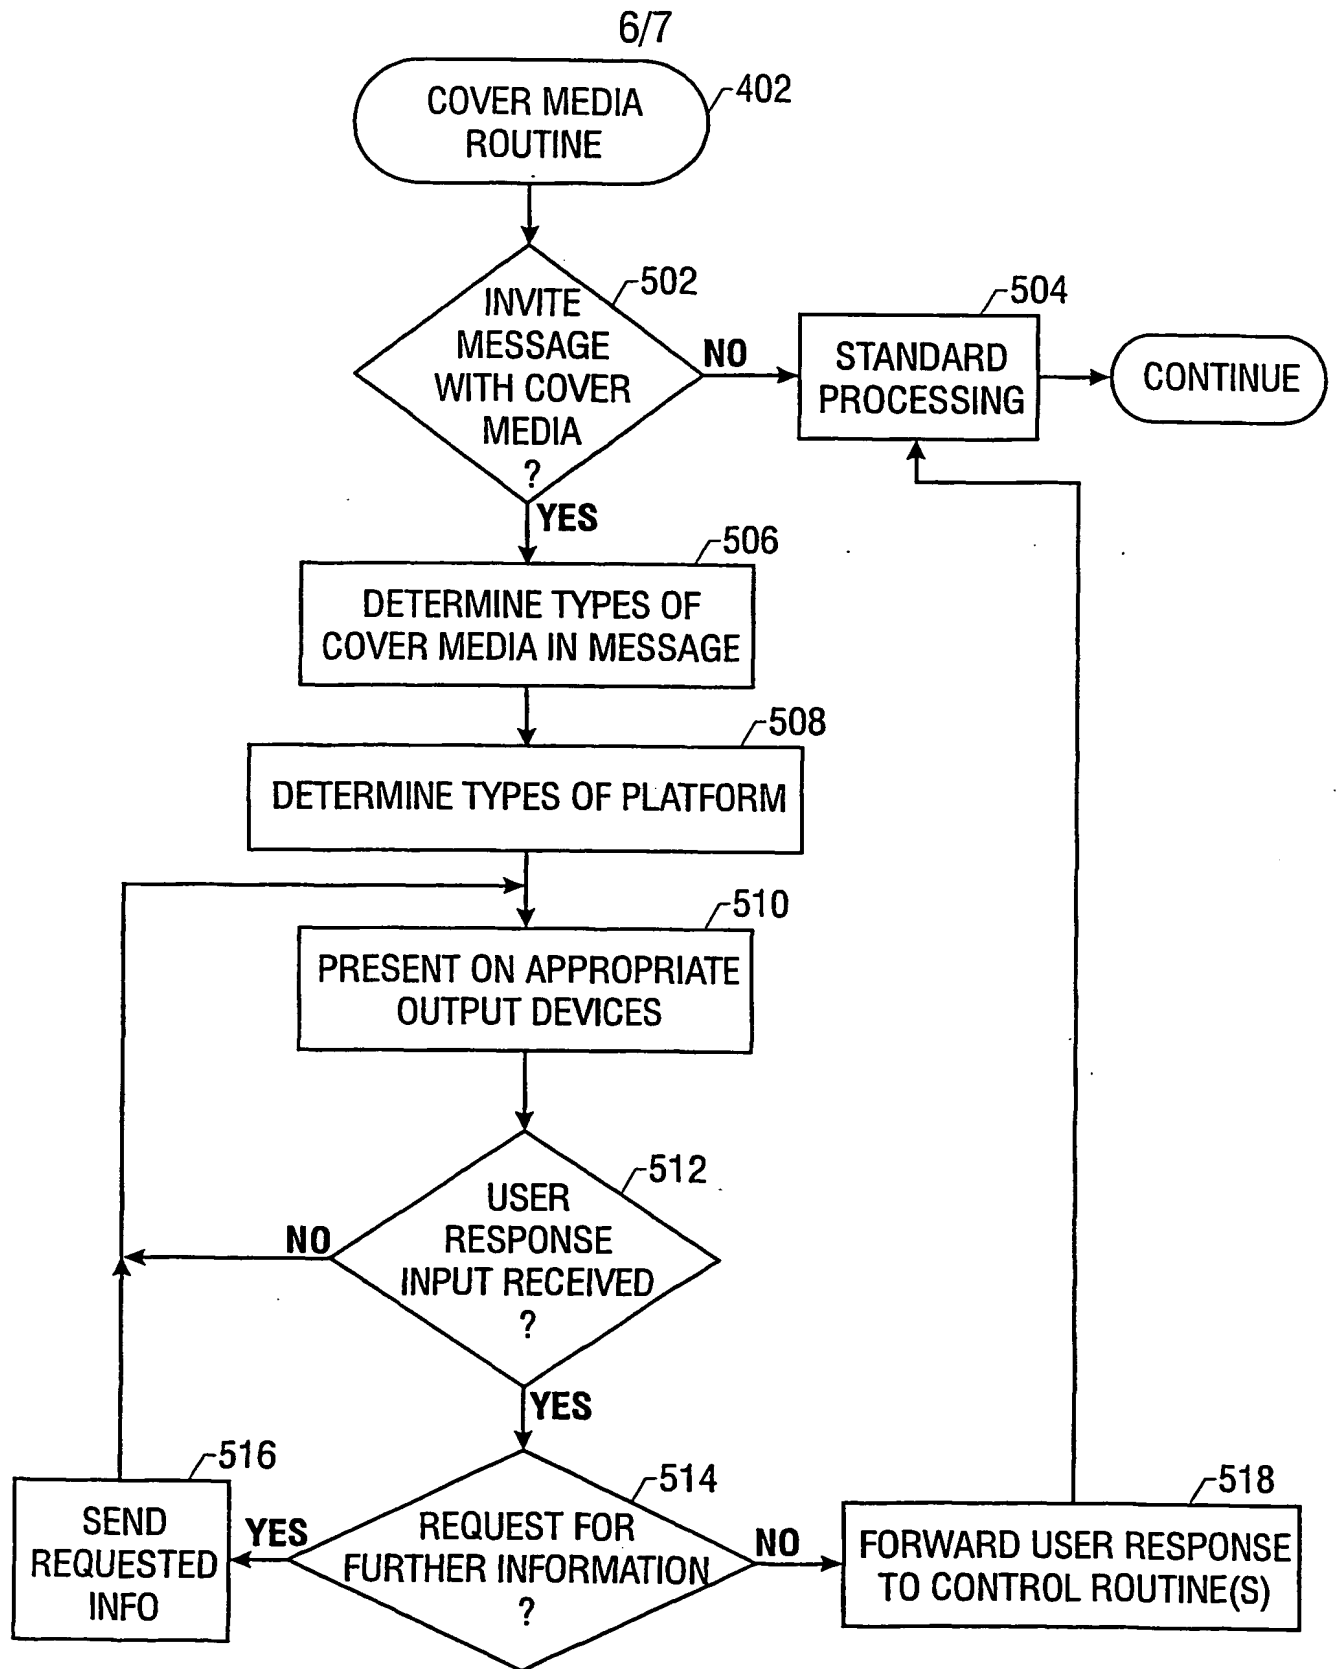 6/7
COVER MEDIA
ROUTINE
402
INVITE
MESSAGE
WITH COVER
MEDIA
?
502
NO
504
STANDARD
PROCESSING
CONTINUE
YES
506
DETERMINE TYPES OF
COVER MEDIA IN MESSAGE
508
DETERMINE TYPES OF PLATFORM
510
PRESENT ON APPROPRIATE
OUTPUT DEVICES
512
USER
RESPONSE
INPUT RECEIVED
?
NO
YES
514
REQUEST FOR
FURTHER INFORMATION
?
YES
516
SEND
REQUESTED
INFO
NO
518
FORWARD USER RESPONSE
TO CONTROL ROUTINE(S)